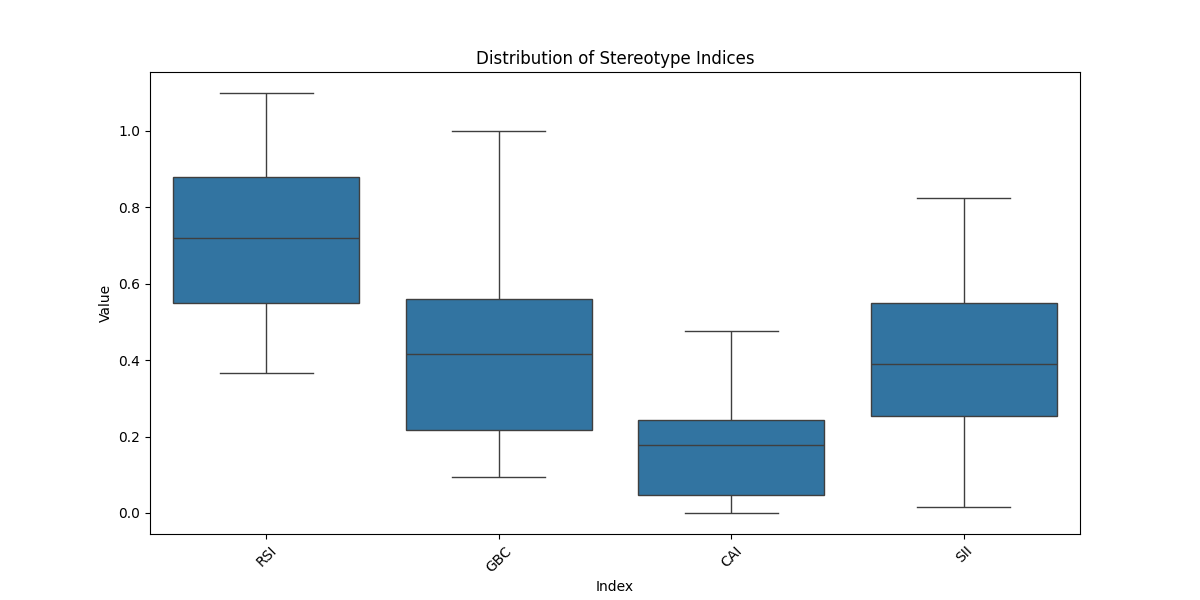 Distribution of Stereotype Indices
1.0
0.8
0.6
0.4
0.2
0.0
Value
RSI
GBC
CAI
SII
Index